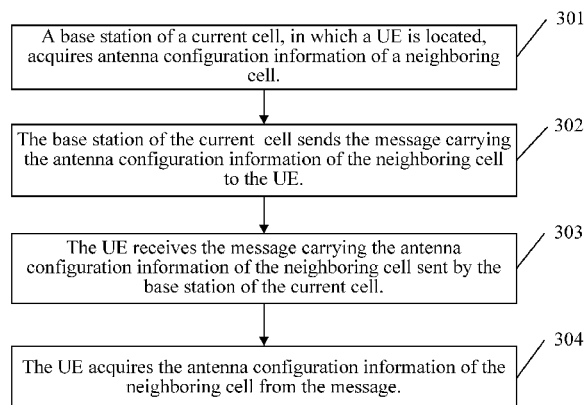 301
A base station of a current cell, in which a UE is located,
acquires antenna configuration information of a neighboring
cell.
302
The base station of the current cell sends the message carrying
the antenna configuration information of the neighboring cell
to the UE.
303
The UE receives the message carrying the antenna
configuration information of the neighboring cell sent by the
base station of the current cell.
304
The UE acquires the antenna configuration information of the
neighboring cell from the message.